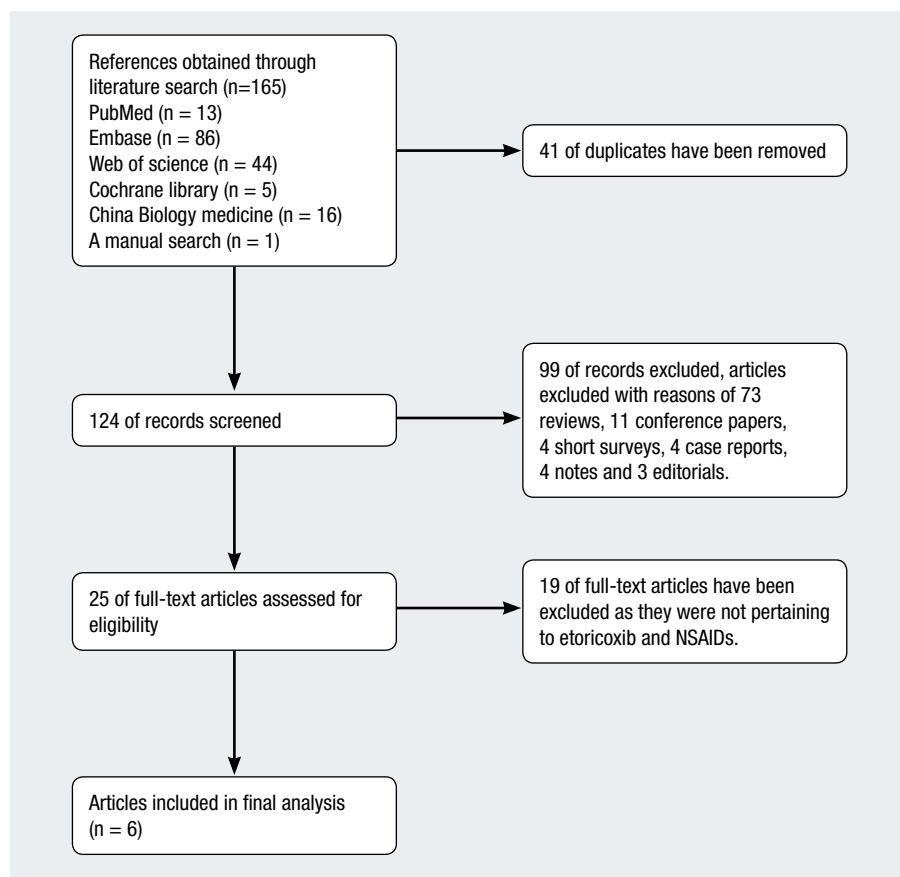 References obtained through
literature search (n=165)
PubMed (n = 13)
Embase (n = 86)
Web of science (n = 44)
Cochrane library (n = 5)
China Biology medicine (n = 16)
A manual search (n = 1)
41 of duplicates have been removed
124 of records screened
99 of records excluded, articles
excluded with reasons of 73
reviews, 11 conference papers,
4 short surveys, 4 case reports,
4 notes and 3 editorials.
25 of full-text articles assessed for
eligibility
19 of full-text articles have been
excluded as they were not pertaining
to etoricoxib and NSAIDs.
Articles included in final analysis
(n = 6)